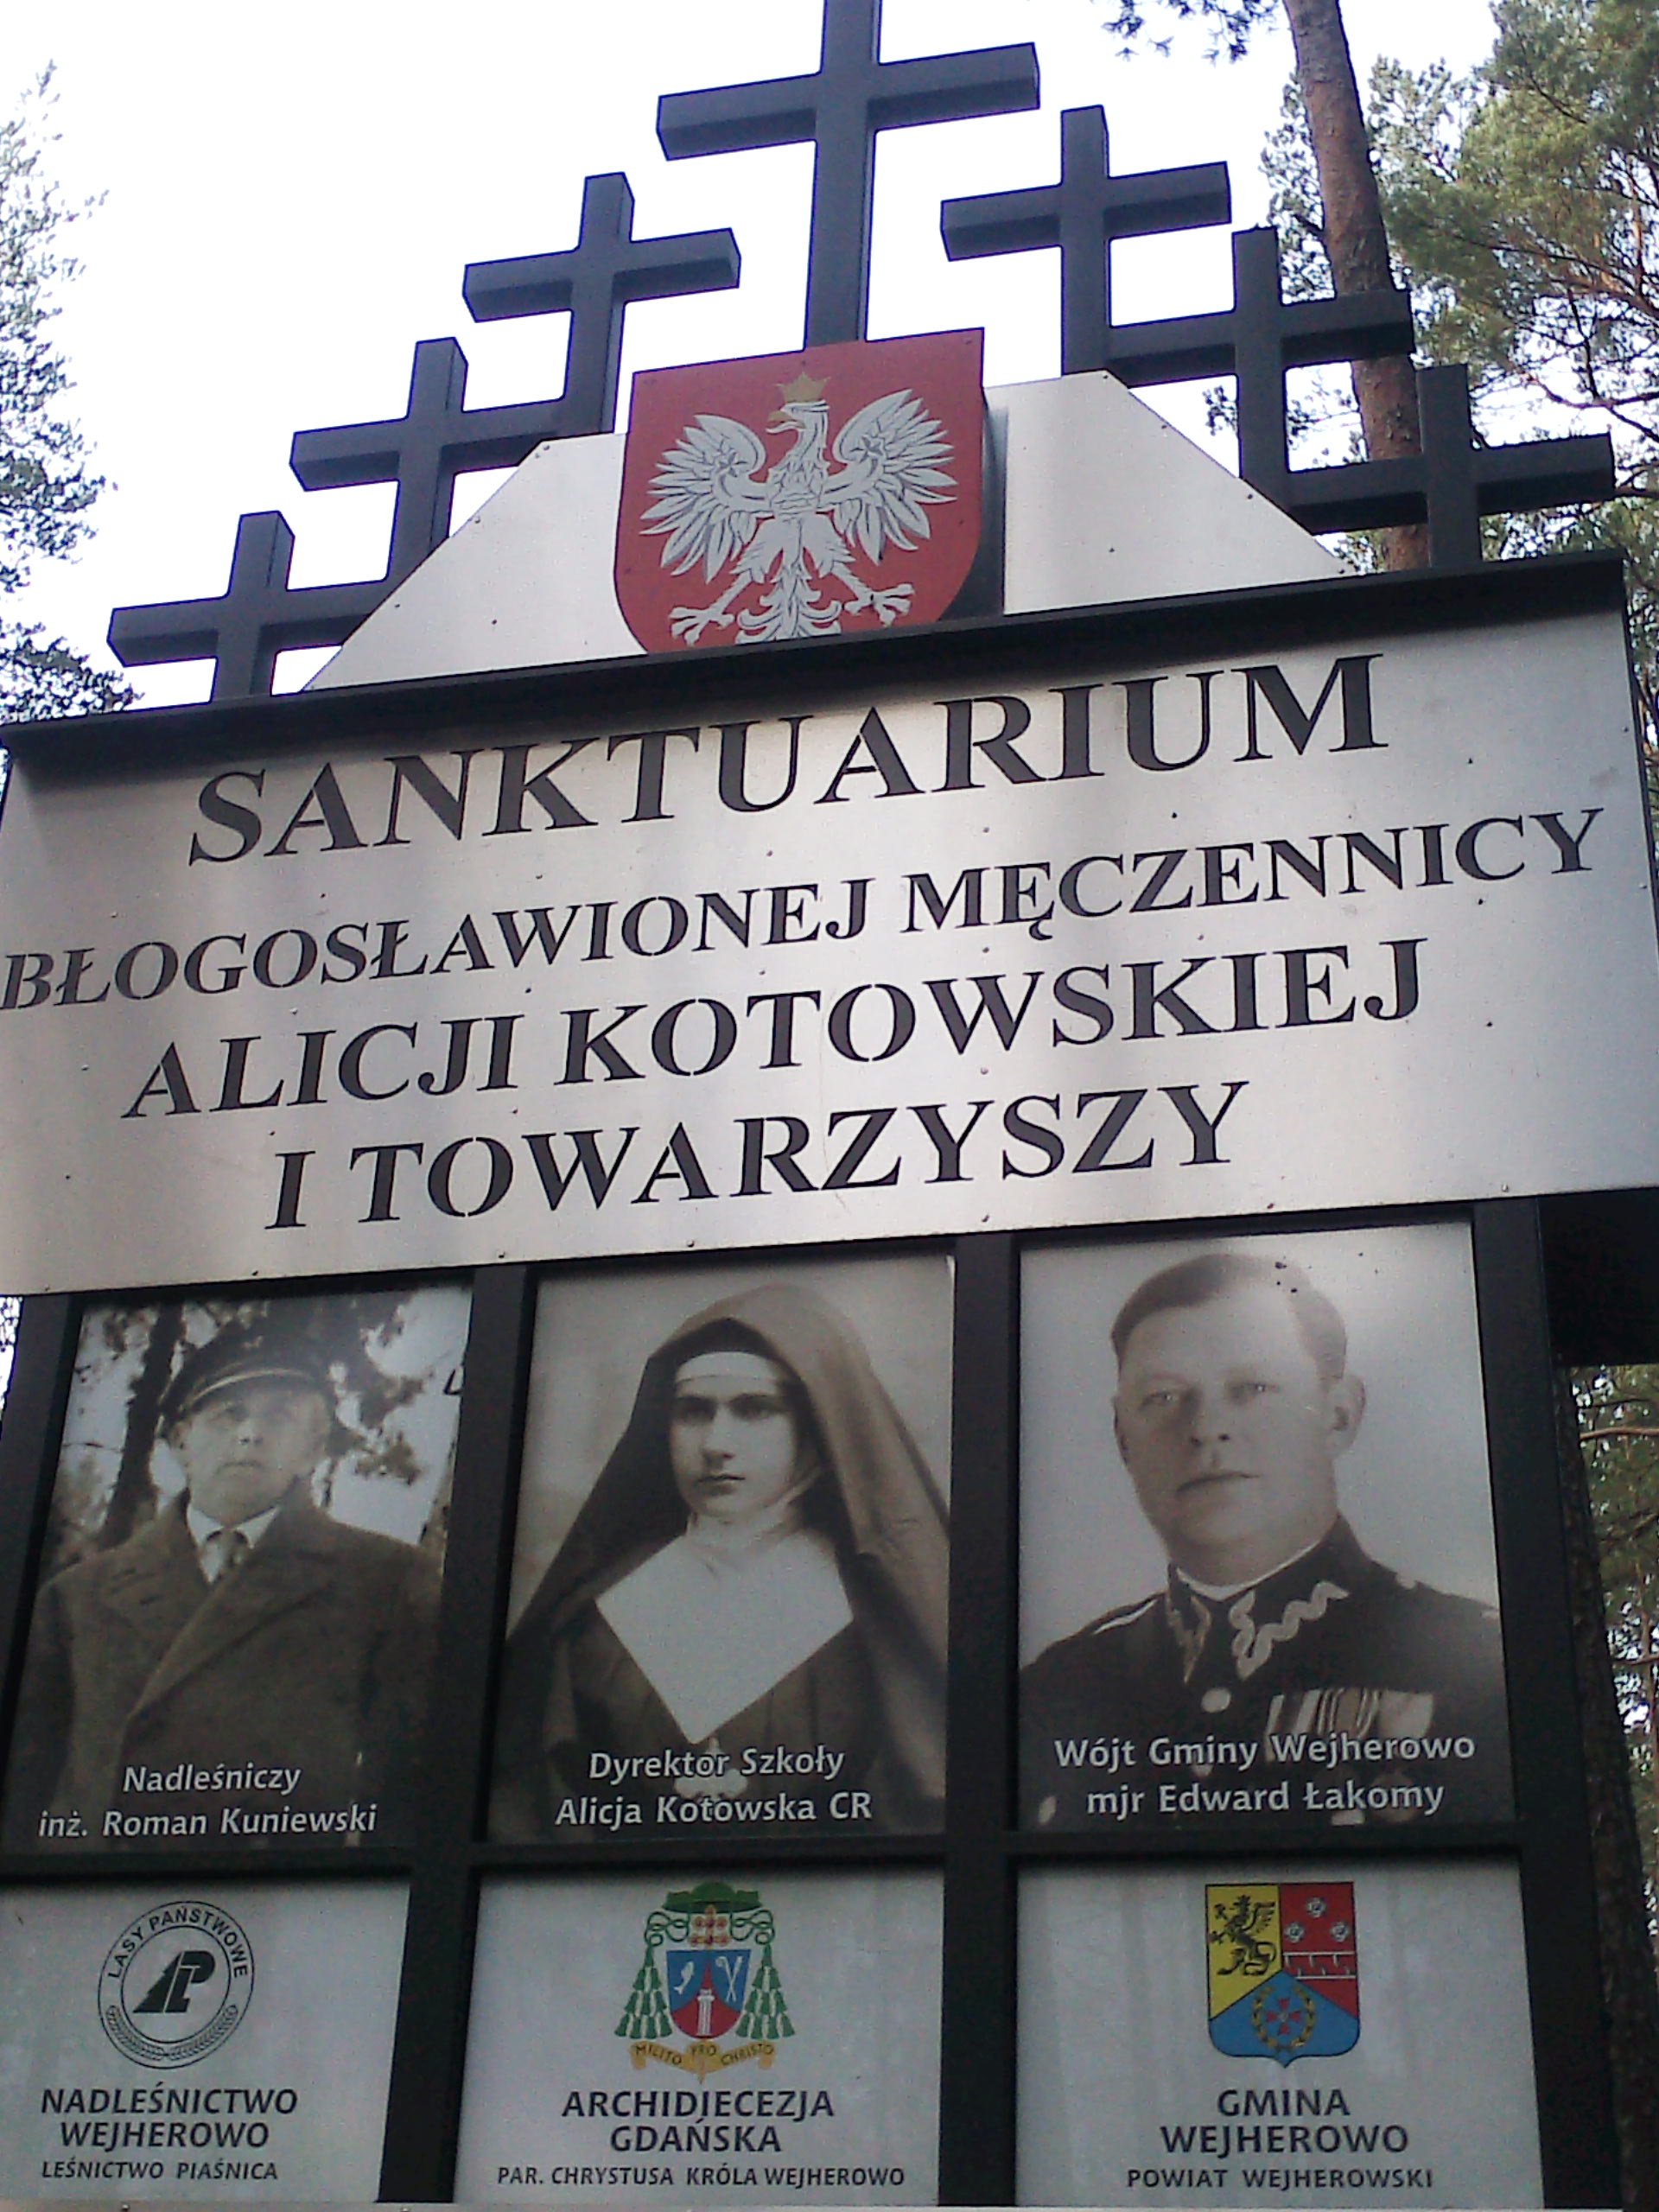 SANKTUARIUM
BŁOGOSŁAWIONEJ MĘCZENNICY
ALICJI KOTOWSKIEJ
I TOWARZYSZY
Nadleśniczy
inż. Roman Kuniewski
Dyrektor Szkoły
Alicja Kotowska CR
Wójt Gminy Wejherowo
mjr Edward Łakomy
LASY PAŃSTWOWE
LP
NADLEŚNICTWO
WEJHEROWO
LEŚNICTWO PIAŚNICA
MILITO PRO CHRISTO
ARCHIDIECEZJA
GDAŃSKA
PAR. CHRYSTUSA KRÓLA WEJHEROWO
GMINA
WEJHEROWO
POWIAT WEJHEROWSKI